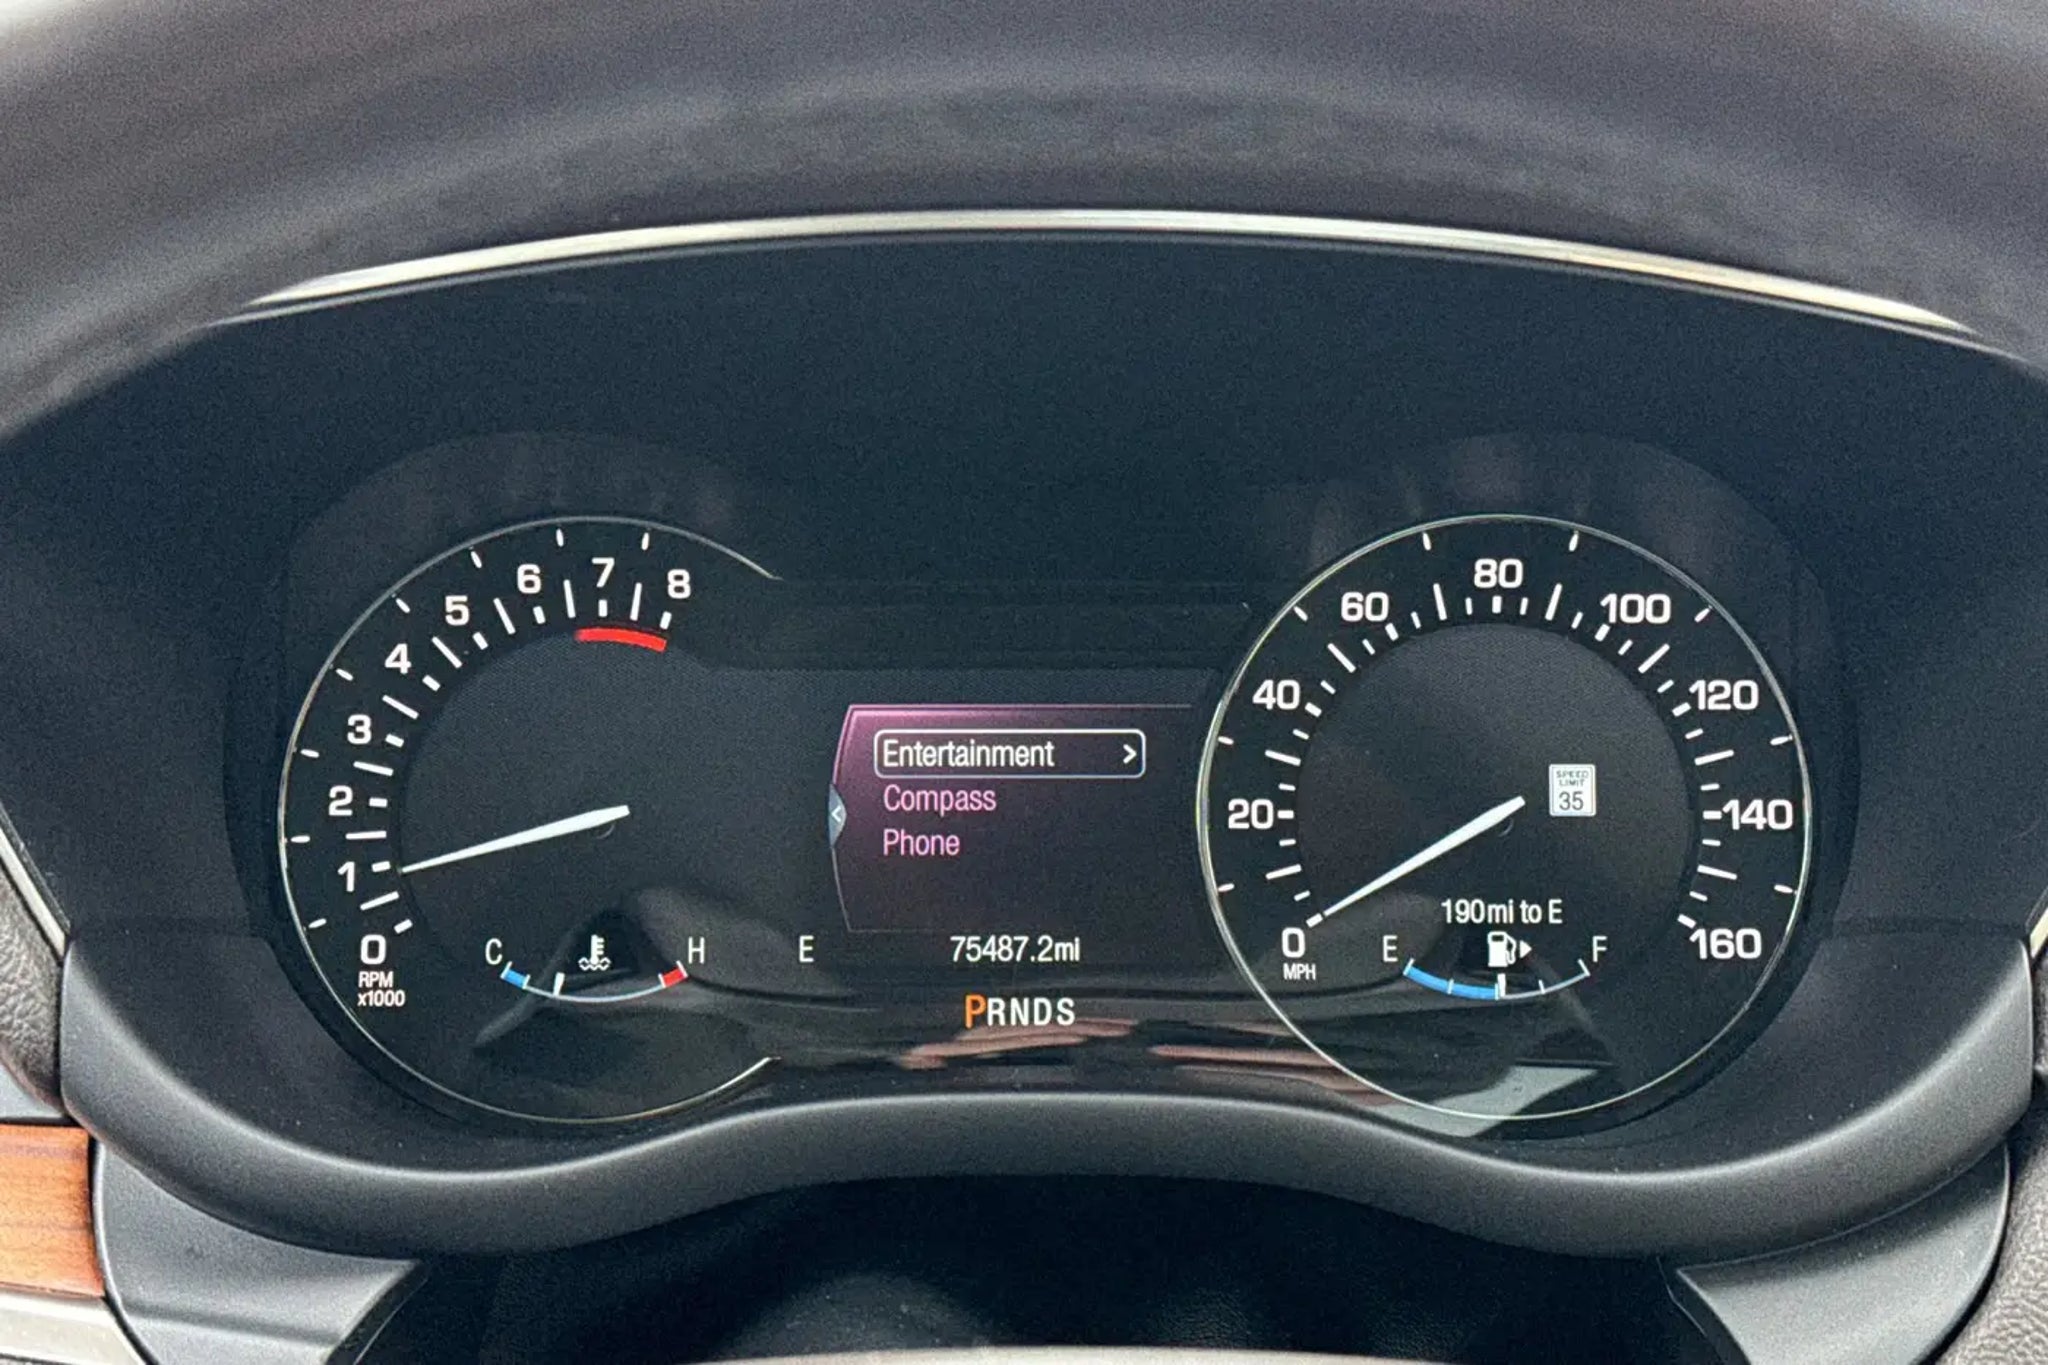 0
1
2
3
4
5
6
7
8
RPM
x1000
C
H
Entertainment >
Compass
Phone
E
75487.2mi
PRNDS
0
20
40
60
80
100
120
140
160
MPH
SPEED
LIMIT
35
190mi to E
E
F